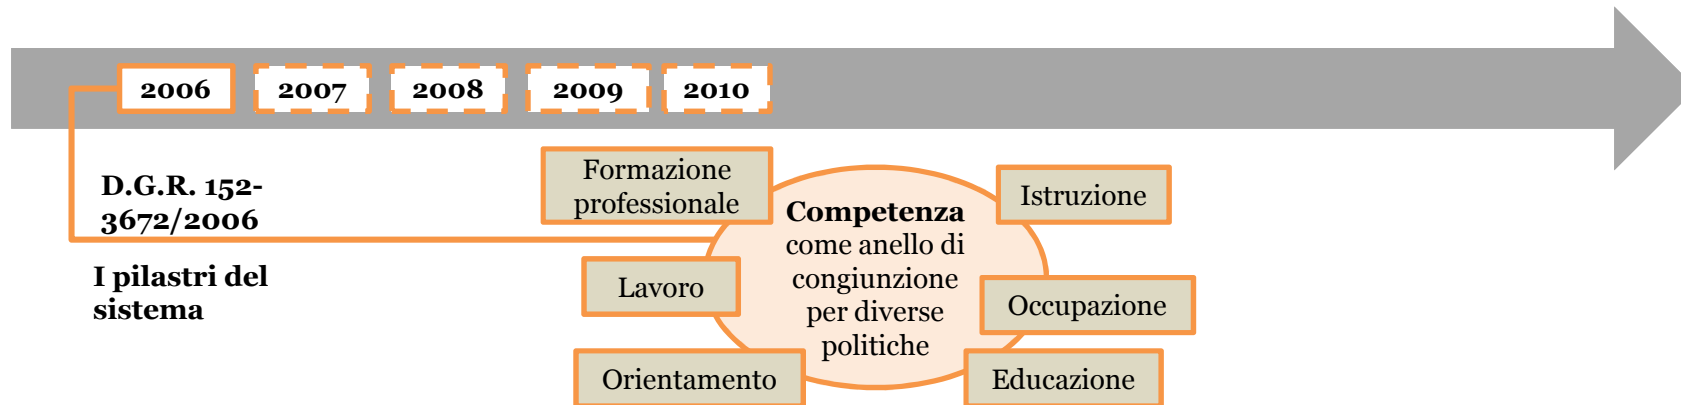 2006
2007
2008
2009
2010
D.G.R. 152-
3672/2006
I pilastri del
sistema
Formazione
professionale
Lavoro
Orientamento
Competenza
come anello di
congiunzione
per diverse
politiche
Istruzione
Occupazione
Educazione